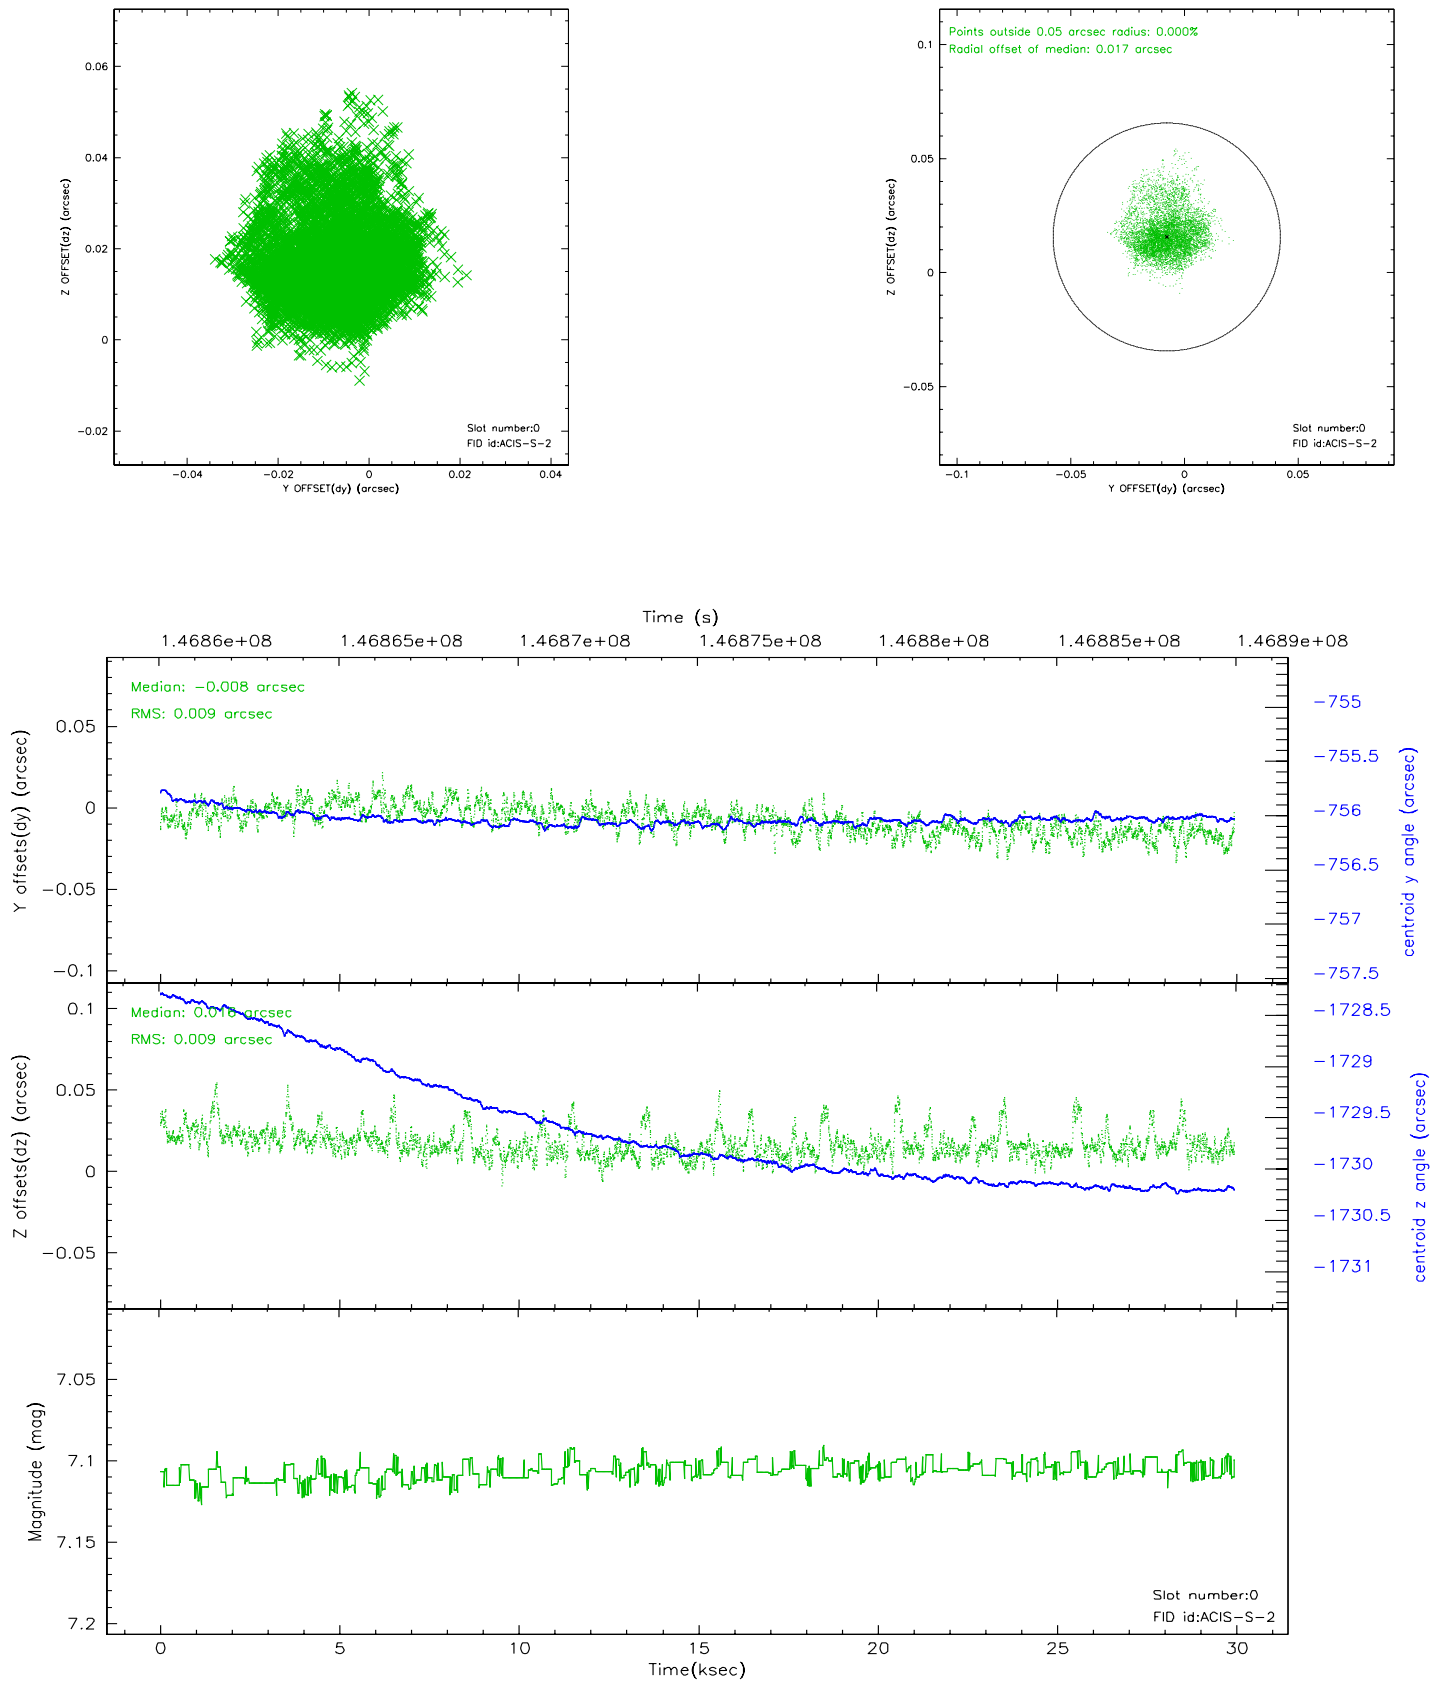 0.06
0.04
0.02
0
-0.02
Z OFFSET(dz) (arcsec)
Slot number:0
FID id:ACIS-S-2
-0.04
-0.02
0
0.02
0.04
Y OFFSET(dy) (arcsec)
Points outside 0.05 arcsec radius: 0.000%
Radial offset of median: 0.017 arcsec
0.1
0.05
0
-0.05
Z OFFSET(dz) (arcsec)
Slot number:0
FID id:ACIS-S-2
-0.1
-0.05
0
0.05
Y OFFSET(dy) (arcsec)
Time (s)
1.4686e+08
1.46865e+08
1.4687e+08
1.46875e+08
1.4688e+08
1.46885e+08
1.4689e+08
Median: -0.008 arcsec
RMS: 0.009 arcsec
0.05
0
-0.05
-0.1
Y offsets(dy) (arcsec)
-755
-755.5
-756
-756.5
-757
-757.5
centroid y angle (arcsec)
Median: 0.016 arcsec
RMS: 0.009 arcsec
0.1
0.05
0
-0.05
Z offsets(dz) (arcsec)
-1728.5
-1729
-1729.5
-1730
-1730.5
-1731
centroid z angle (arcsec)
7.05
7.1
7.15
7.2
Magnitude (mag)
Slot number:0
FID id:ACIS-S-2
0
5
10
15
20
25
30
Time(ksec)